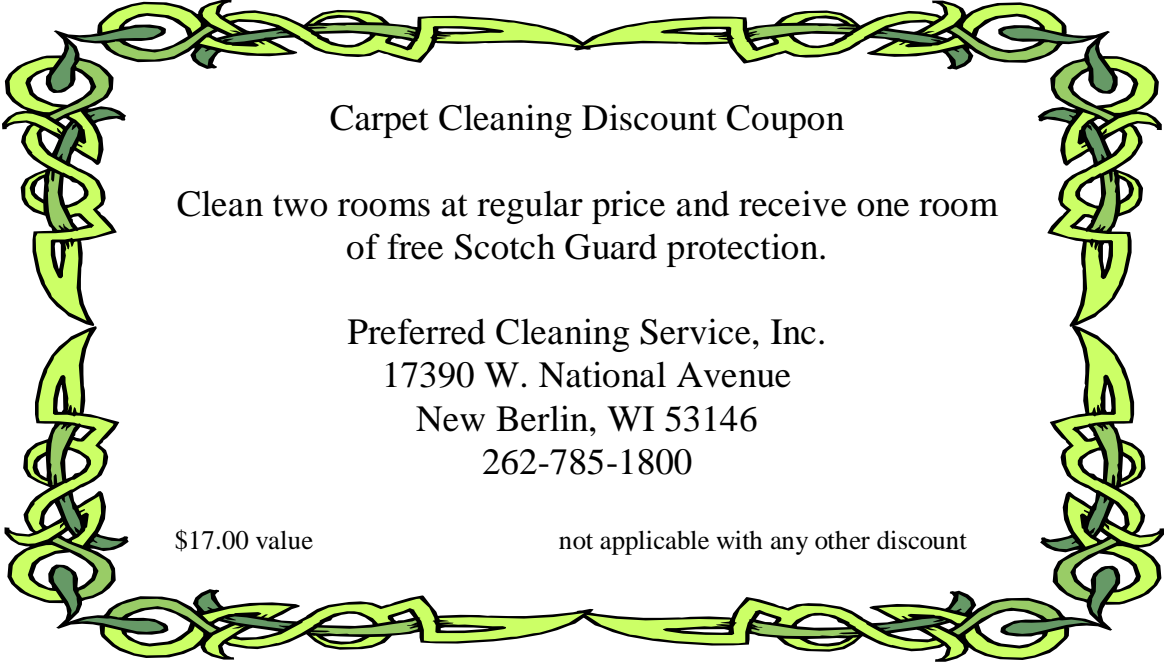 Carpet Cleaning Discount Coupon
Clean two rooms at regular price and receive one room
of free Scotch Guard protection.
Preferred Cleaning Service, Inc.
17390 W. National Avenue
New Berlin, WI 53146
262-785-1800
$17.00 value not applicable with any other discount